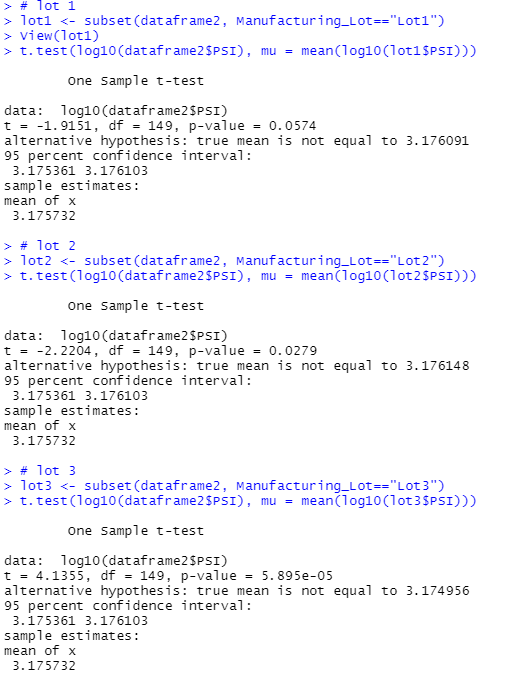 > # lot 1
> lot1 <- subset(dataframe2, Manufacturing_Lot=="Lot1")
> View(lot1)
> t.test(log10(dataframe2$PSI), mu = mean(log10(lot1$PSI)))
One Sample t-test
data:  log10(dataframe2$PSI)
t = -1.9151, df = 149, p-value = 0.0574
alternative hypothesis: true mean is not equal to 3.176091
95 percent confidence interval:
3.175361 3.176103
sample estimates:
mean of x
3.175732
> # lot 2
> lot2 <- subset(dataframe2, Manufacturing_Lot=="Lot2")
> t.test(log10(dataframe2$PSI), mu = mean(log10(lot2$PSI)))
One Sample t-test
data:  log10(dataframe2$PSI)
t = -2.2204, df = 149, p-value = 0.0279
alternative hypothesis: true mean is not equal to 3.176148
95 percent confidence interval:
3.175361 3.176103
sample estimates:
mean of x
3.175732
> # lot 3
> lot3 <- subset(dataframe2, Manufacturing_Lot=="Lot3")
> t.test(log10(dataframe2$PSI), mu = mean(log10(lot3$PSI)))
One Sample t-test
data:  log10(dataframe2$PSI)
t = 4.1355, df = 149, p-value = 5.895e-05
alternative hypothesis: true mean is not equal to 3.174956
95 percent confidence interval:
3.175361 3.176103
sample estimates:
mean of x
3.175732